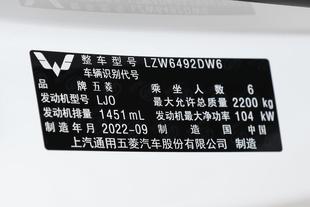 整车型号 LZW6492DW6
车辆识别代号
品牌 五菱 乘坐人数 6
发动机型号 LJO 最大允许总质量 2200 kg
发动机排量 1451 mL 发动机最大净功率 104 kW
制造年月 2022-09 制造国 中国
上汽通用五菱汽车股份有限公司制造